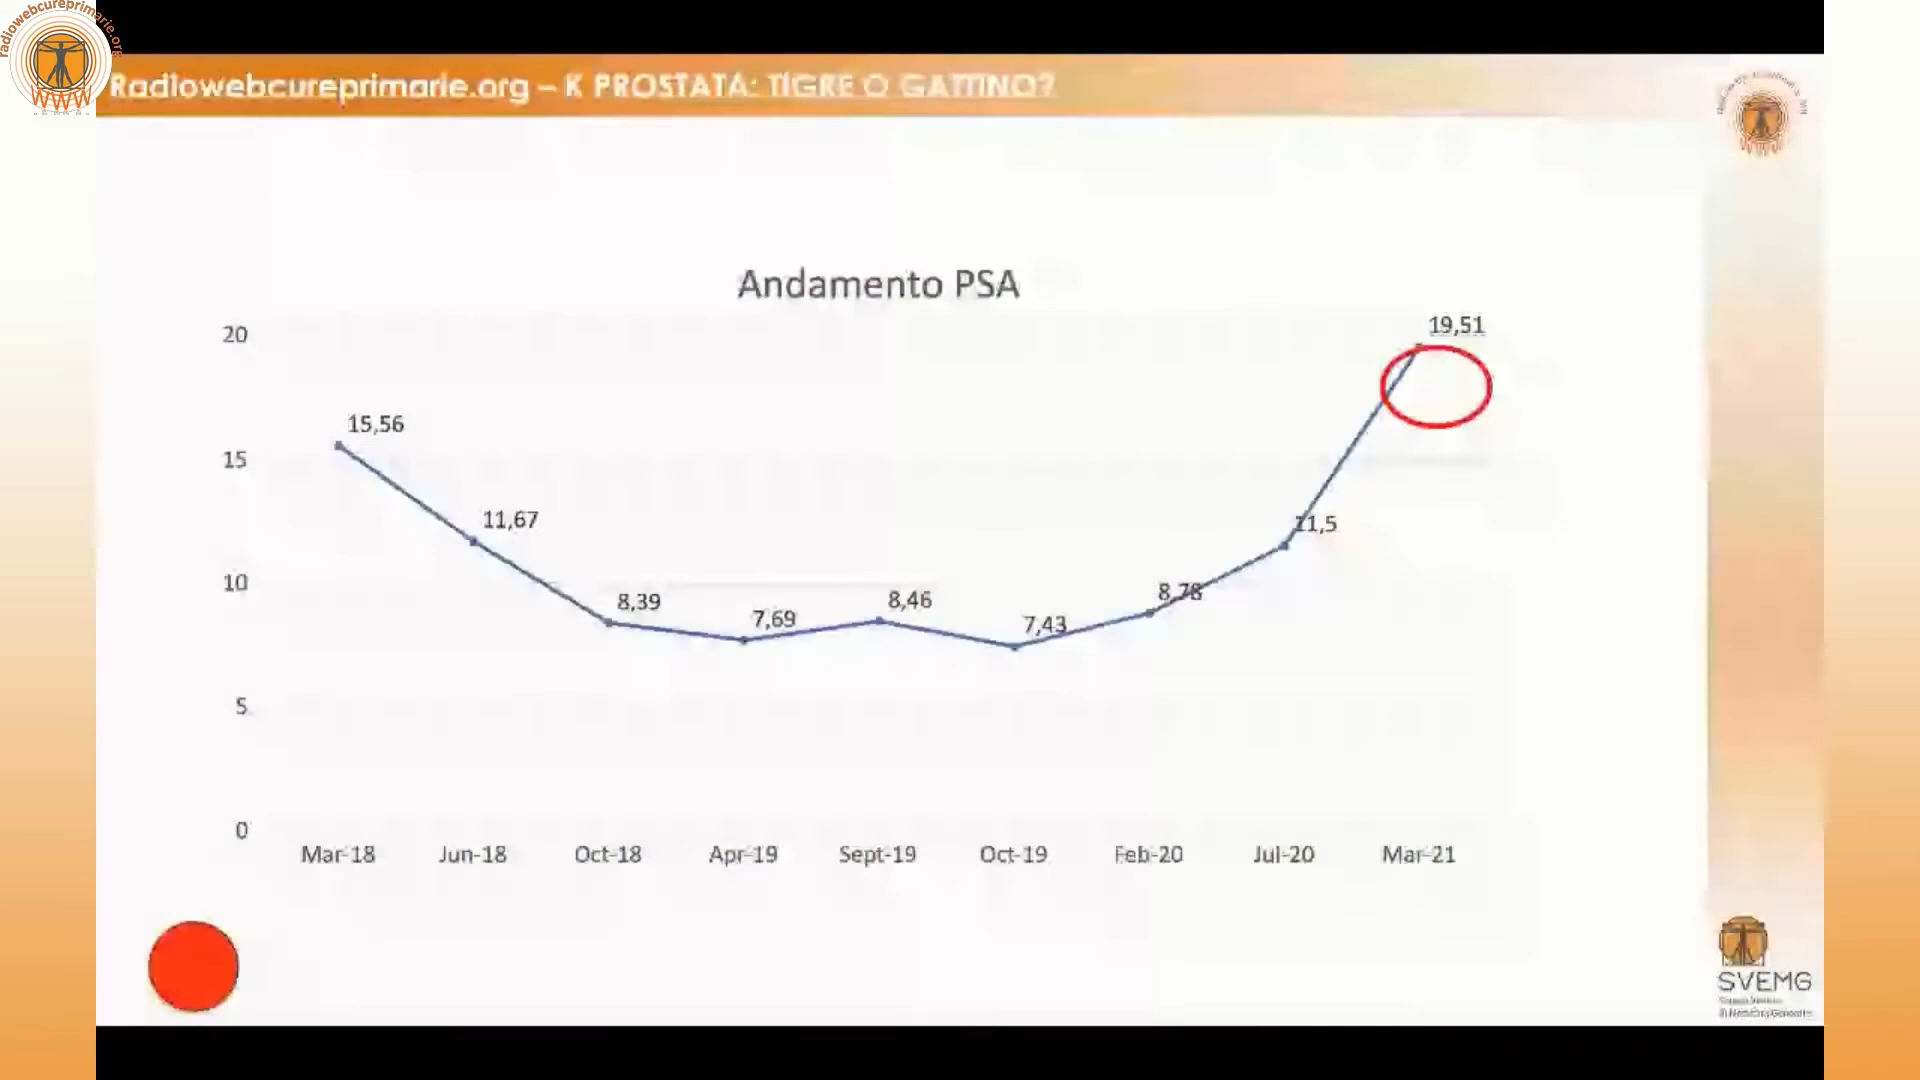 radiowebcureprimarie.org
WWW
Radiowebcureprimarie.org – K PROSTATA: TIGRE O GATTINO?
Andamento PSA
20
15
10
5
0
15,56
11,67
8,39
7,69
8,46
7,43
8,78
11,5
19,51
Mar-18 Jun-18 Oct-18 Apr-19 Sept-19 Oct-19 Feb-20 Jul-20 Mar-21
SVEMG